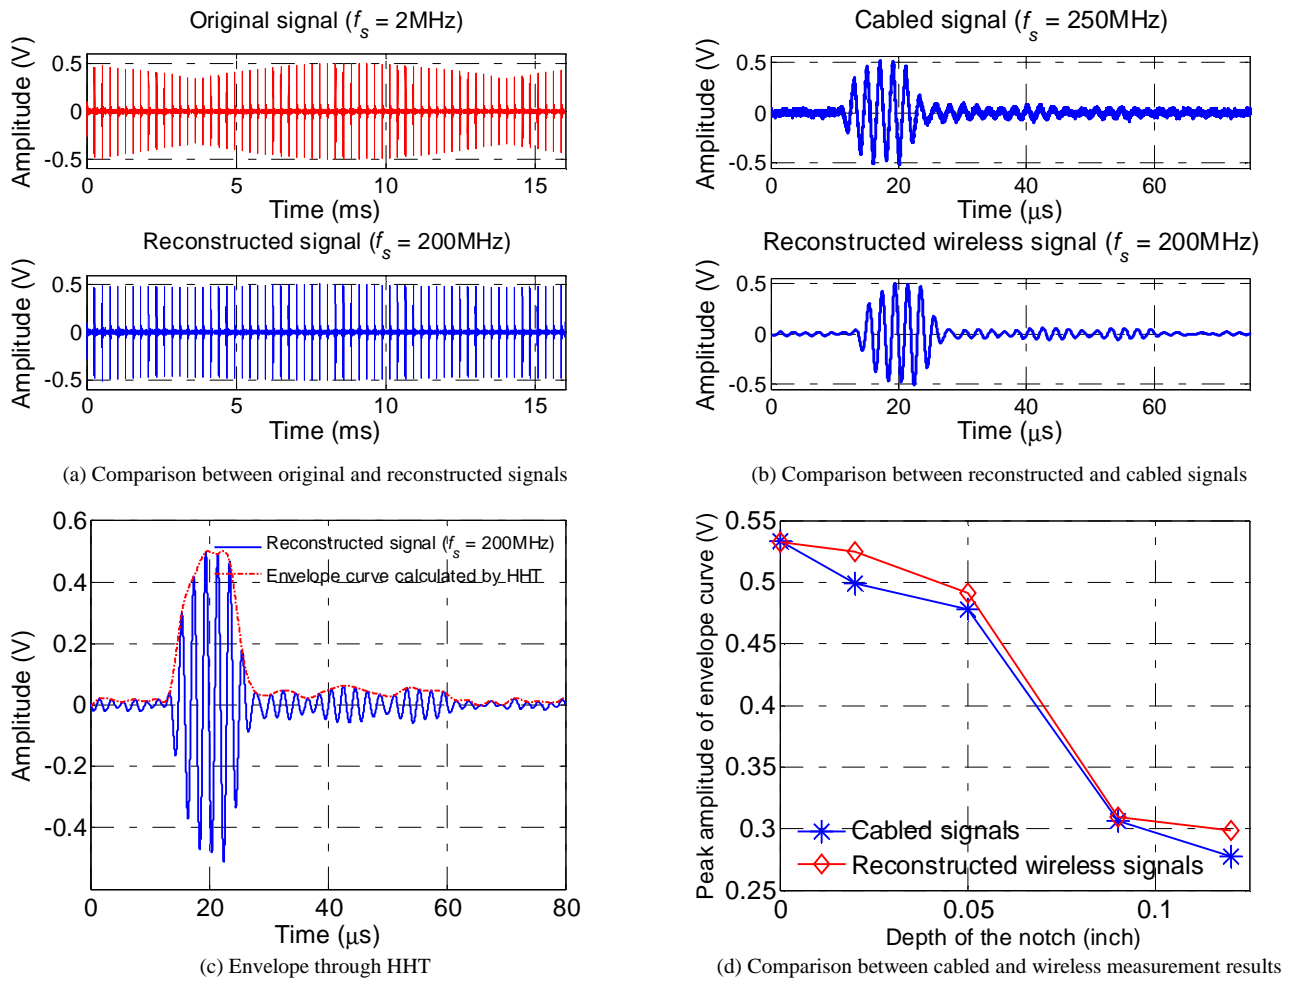 Original signal (fs = 2MHz)
Amplitude (V)
0.5
0
-0.5
0 5 10 15
Time (ms)
Reconstructed signal (fs = 200MHz)
Amplitude (V)
0.5
0
-0.5
0 5 10 15
Time (ms)
(a) Comparison between original and reconstructed signals
Cabled signal (fs = 250MHz)
Amplitude (V)
0.5
0
-0.5
0 20 40 60
Time (μs)
Reconstructed wireless signal (fs = 200MHz)
Amplitude (V)
0.5
0
-0.5
0 20 40 60
Time (μs)
(b) Comparison between reconstructed and cabled signals
Amplitude (V)
0.6
0.4
0.2
0
-0.2
-0.4
Reconstructed signal (fs = 200MHz)
Envelope curve calculated by HHT
0 20 40 60 80
Time (μs)
(c) Envelope through HHT
Peak amplitude of envelope curve (V)
0.55
0.5
0.45
0.4
0.35
0.3
0.25
Cabled signals
Reconstructed wireless signals
0 0.05 0.1
Depth of the notch (inch)
(d) Comparison between cabled and wireless measurement results